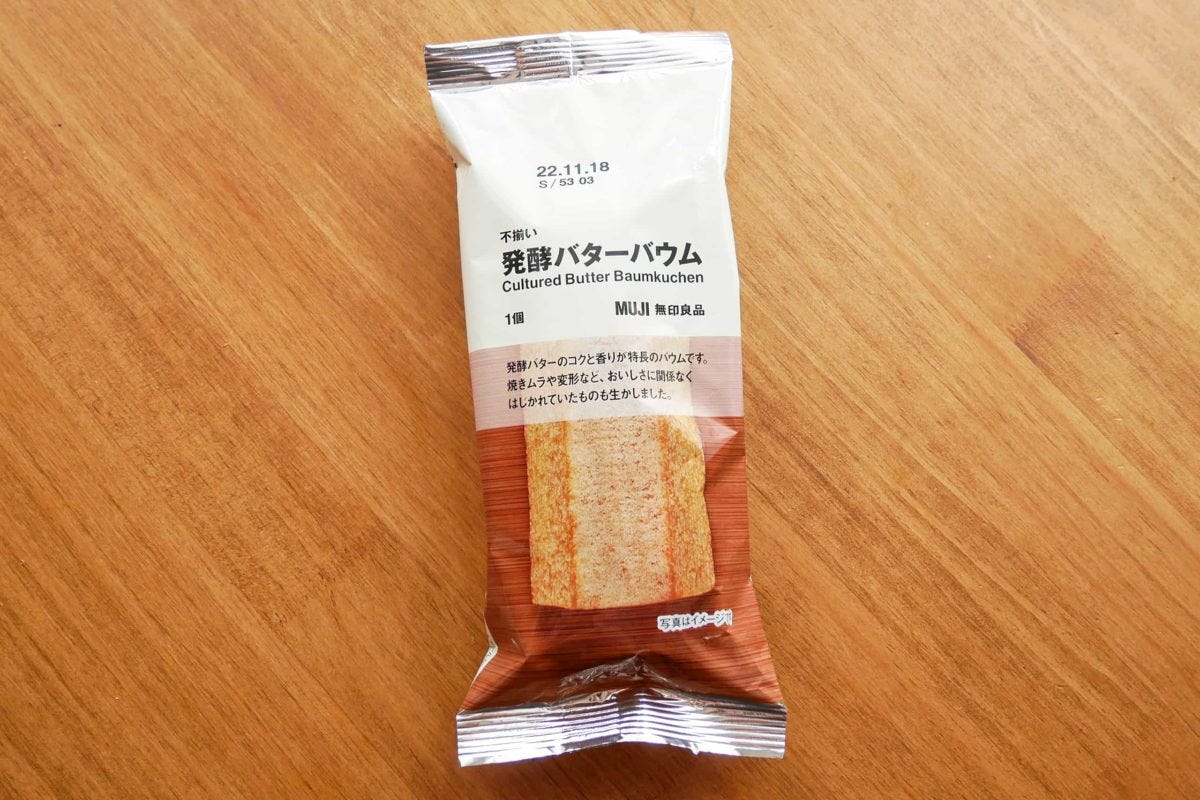 22.11.18
S/53 03
不揃い
発酵バターバウム
Cultured Butter Baumkuchen
1個 MUJI 無印良品
発酵バターのコクと香りが特長のバウムです。
焼きムラや変形など、おいしさに関係なく
はじかれていたものも生かしました。
写真はイメージ